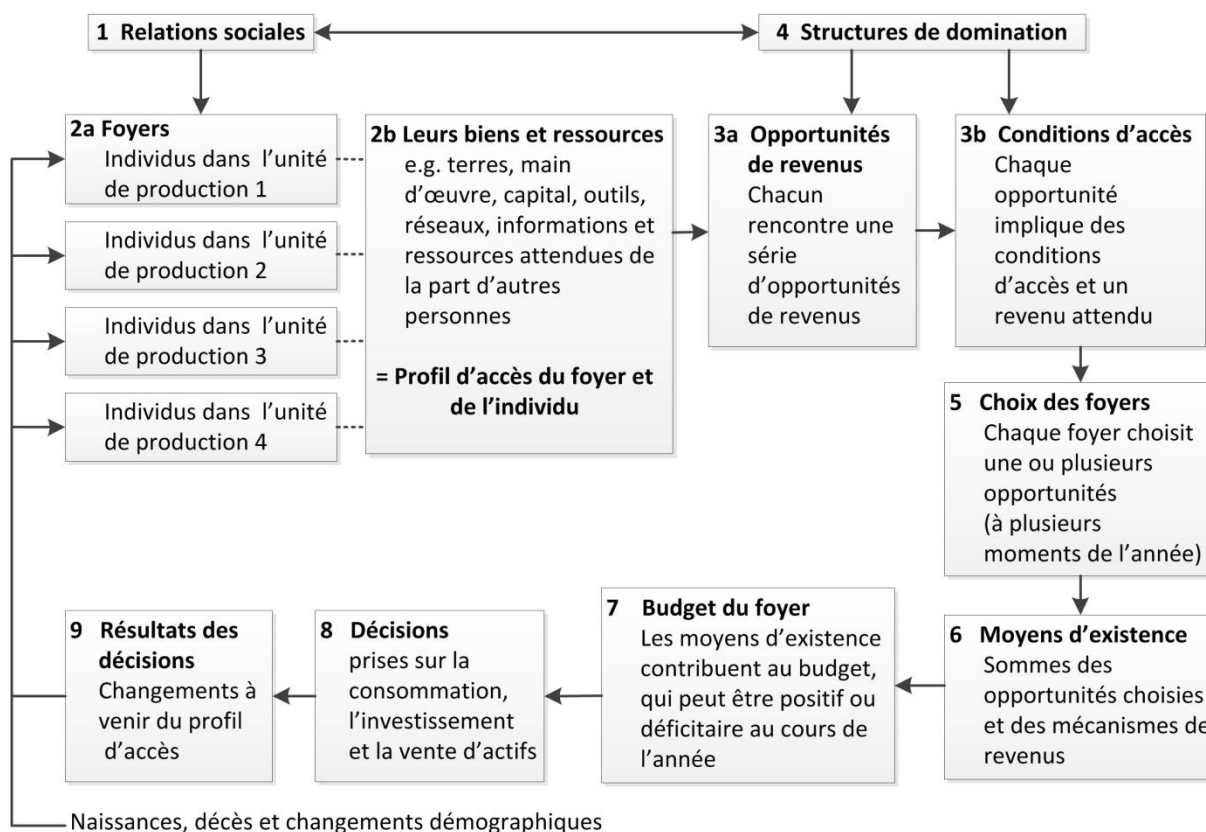 1 Relations sociales
4 Structures de domination
2a Foyers
Individus dans l’unité
de production 1
Individus dans l’unité
de production 2
Individus dans l’unité
de production 3
Individus dans l’unité
de production 4
2b Leurs biens et ressources
e.g. terres, main
d’œuvre, capital, outils,
réseaux, informations et
ressources attendues de
la part d’autres
personnes
= Profil d’accès du foyer et
de l’individu
3a Opportunités
de revenus
Chacun
rencontre une
série
d’opportunités
de revenus
3b Conditions d’accès
Chaque
opportunité
implique des
conditions
d’accès et un
revenu attendu
5 Choix des foyers
Chaque foyer choisit
une ou plusieurs
opportunités
(à plusieurs
moments de l’année)
6 Moyens d’existence
Sommes des
opportunités choisies
et des mécanismes de
revenus
7 Budget du foyer
Les moyens d’existence
contribuent au budget,
qui peut être positif ou
déficitaire au cours de
l’année
8 Décisions
prises sur la
consommation,
l’investissement
et la vente d’actifs
9 Résultats des
décisions
Changements à
venir du profil
d’accès
Naissances, décès et changements démographiques